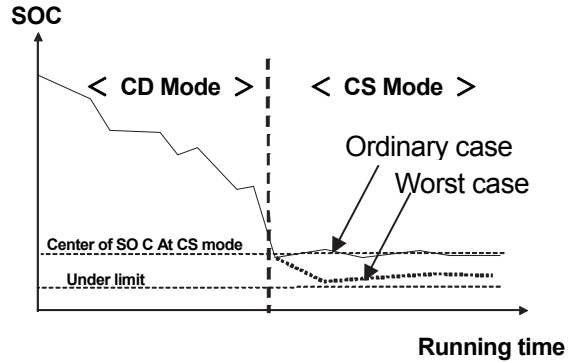 SOC
< CD Mode >
< CS Mode >
Ordinary case
Worst case
Center of SO C At CS mode
Under limit
Running time